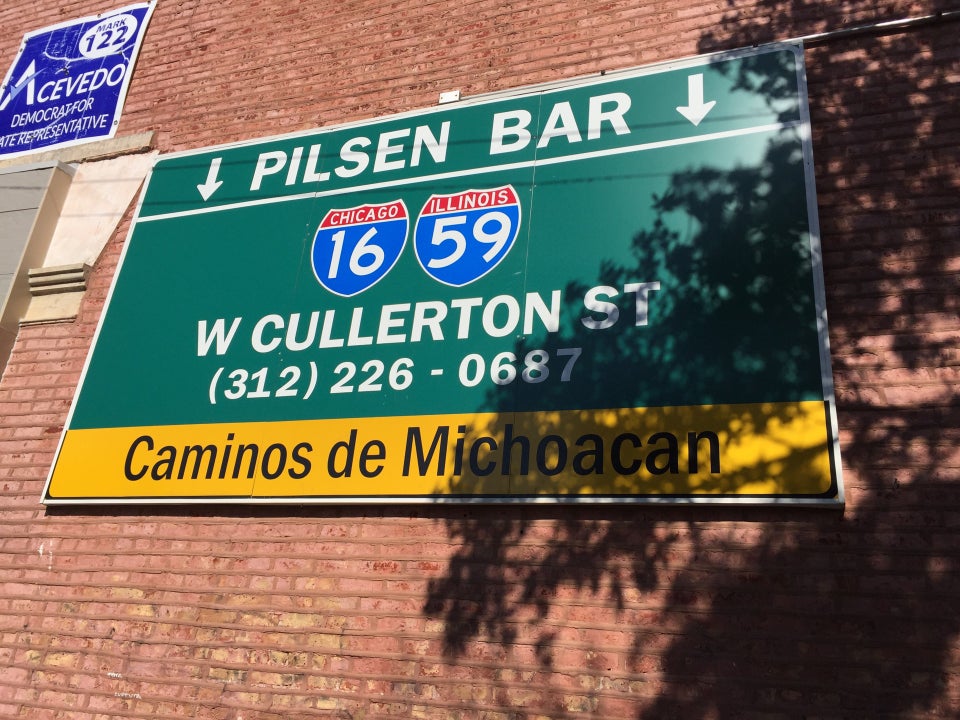 MARK
122
ACEVEDO
DEMOCRAT FOR
ATE REPRESENTATIVE
PILSEN BAR
CHICAGO ILLINOIS
16 59
W CULLERTON ST
(312) 226 - 0687
Caminos de Michoacan